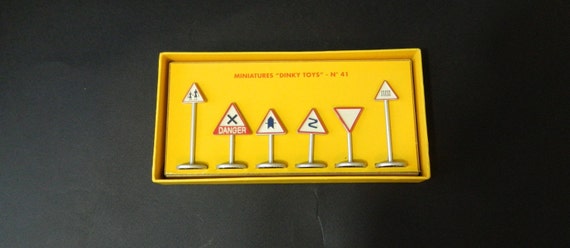 MINIATURES "DINKY TOYS" - N° 41
DANGER